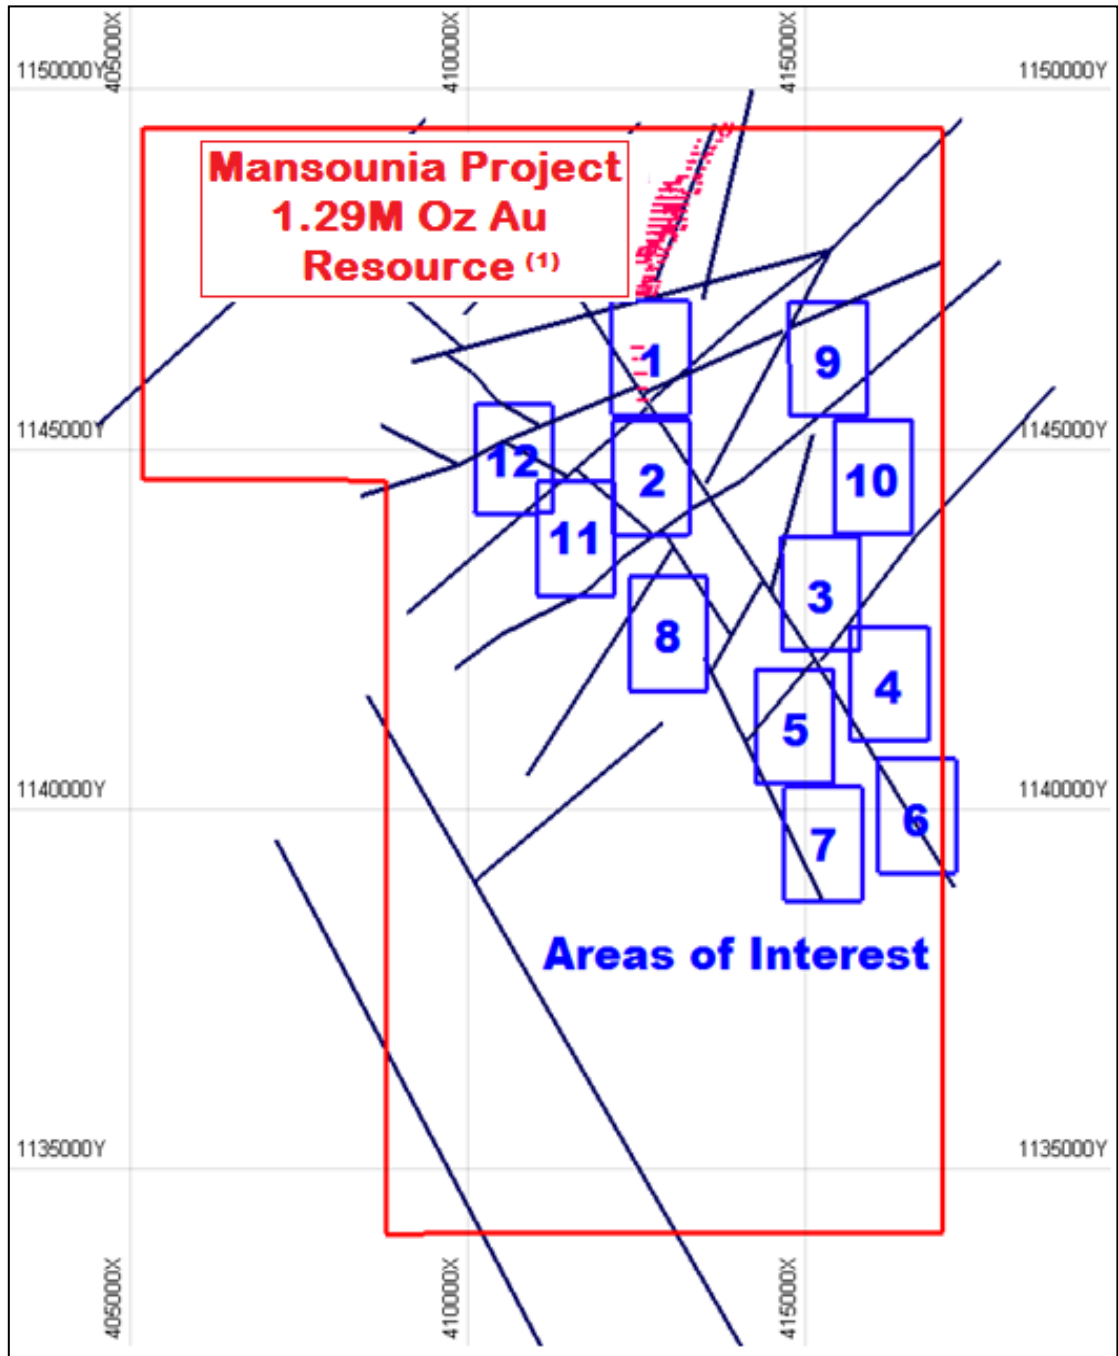 405000X
410000X
415000X
1150000Y
1150000Y
Mansounia Project
1.29M Oz Au
Resource (1)
1
9
1145000Y
1145000Y
12
2
10
11
3
8
4
5
1140000Y
1140000Y
6
7
Areas of Interest
1135000Y
1135000Y
405000X
410000X
415000X